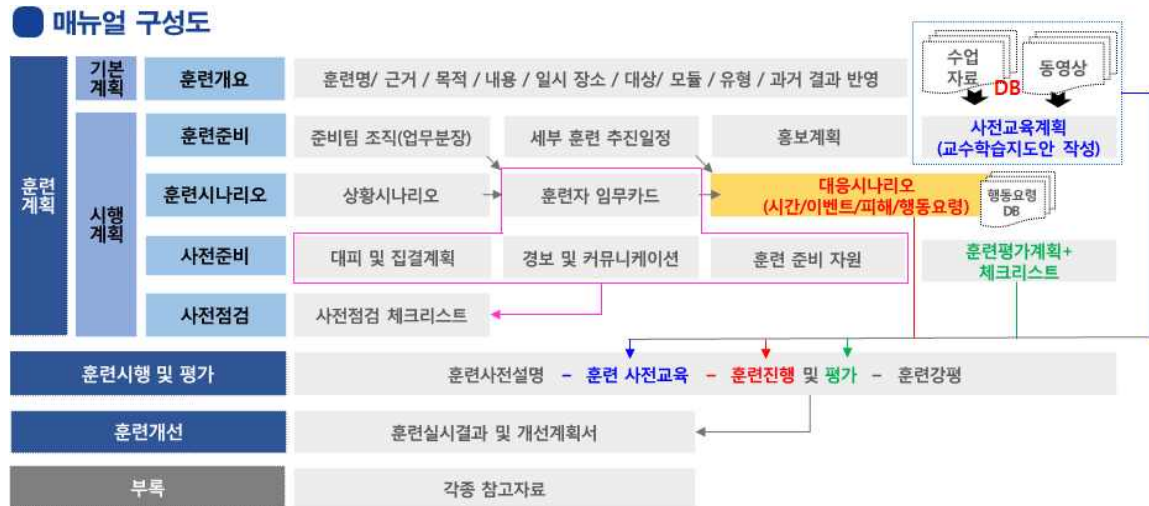 매뉴얼 구성도
훈련
계획
기본
계획
훈련개요
훈련명/ 근거 / 목적 / 내용 / 일시 장소 / 대상/ 모듈 / 유형 / 과거 결과 반영
수업
자료
동영상
DB
사전교육계획
(교수학습지도안 작성)
시행
계획
훈련준비
준비팀 조직(업무분장)
세부 훈련 추진일정
홍보계획
훈련시나리오
상황시나리오
훈련자 임무카드
대응시나리오
(시간/이벤트/피해/행동요령)
행동요령
DB
사전준비
대피 및 집결계획
경보 및 커뮤니케이션
훈련 준비 자원
훈련평가계획+
체크리스트
사전점검
사전점검 체크리스트
훈련시행 및 평가
훈련사전설명 – 훈련 사전교육 – 훈련진행 및 평가 – 훈련강평
훈련개선
훈련실시결과 및 개선계획서
부록
각종 참고자료